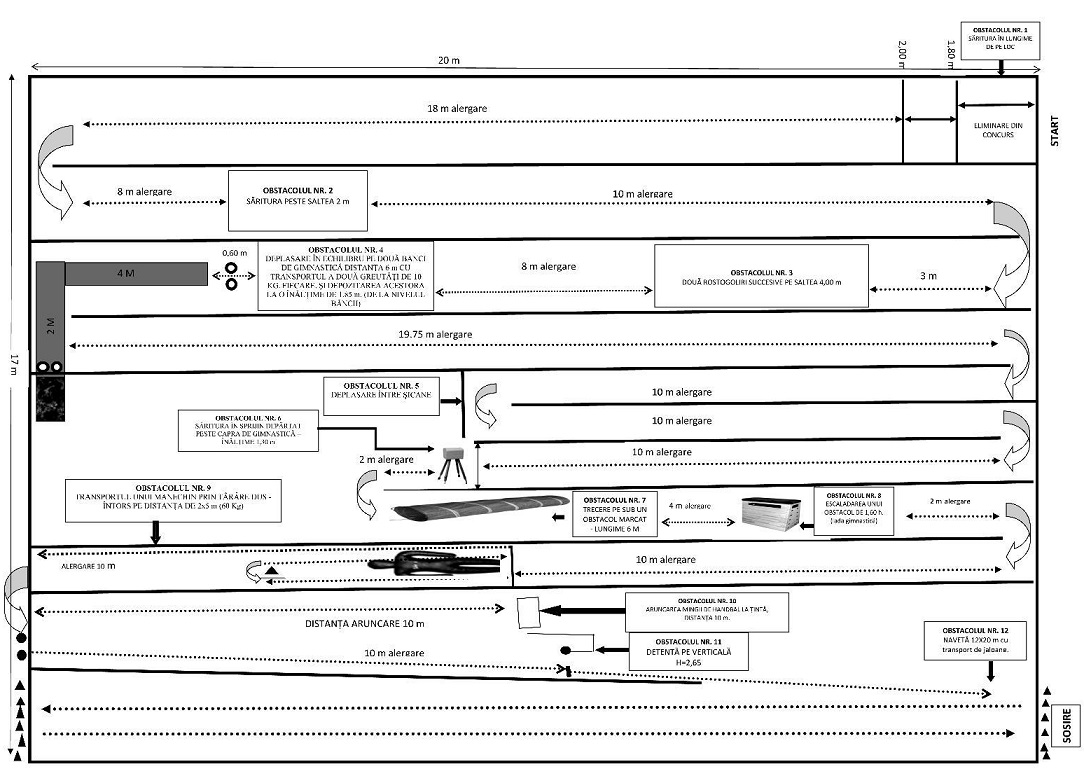 OBSTACOLUL NR. 1
SĂRITURA ÎN LUNGIME
DE PE LOC
20 m
2,00 m
1,80 m
18 m alergare
ELIMINARE DIN
CONCURS
START
8 m alergare
OBSTACOLUL NR. 2
SĂRITURA PESTE SALTEA 2 m
10 m alergare
4 M
0,60 m
OBSTACOLUL NR. 4
DEPLASARE ÎN ECHILIBRU PE DOUĂ BĂNCI
DE GIMNASTICĂ DISTANȚA 6 m CU
TRANSPORTUL A DOUĂ GREUTĂȚI DE 10
KG. FIECARE, ȘI DEPOZITAREA ACESTORA
LA O ÎNĂLȚIME DE 1,85 m. (DE LA NIVELUL
BĂNCII)
8 m alergare
OBSTACOLUL NR. 3
DOUĂ ROSTOGOLIRI SUCCESIVE PE SALTEA 4,00 m
3 m
2 M
19.75 m alergare
17 m
OBSTACOLUL NR. 5
DEPLASARE ÎNTRE ȘICANE
10 m alergare
OBSTACOLUL NR. 6
SĂRITURA ÎN SPRIJIN DEPĂRTAT
PESTE CAPRA DE GIMNASTICĂ –
ÎNĂLȚIME 1,30 m
10 m alergare
10 m alergare
2 m alergare
OBSTACOLUL NR. 9
TRANSPORTUL UNUI MANECHIN PRIN TÂRÂRE DUS -
ÎNTORS PE DISTANȚA DE 2x5 m (60 Kg)
OBSTACOLUL NR. 7
TRECERE PE SUB UN
OBSTACOL MARCAT
- LUNGIME 6 M
4 m alergare
OBSTACOLUL NR. 8
ESCALADAREA UNUI
OBSTACOL DE 1,60 h.
(lada gimnastică)
2 m alergare
ALERGARE 10 m
10 m alergare
DISTANȚA ARUNCARE 10 m
OBSTACOLUL NR. 10
ARUNCAREA MINGII DE HANDBAL LA ȚINTĂ,
DISTANȚA 10 m.
OBSTACOLUL NR. 11
DETENTĂ PE VERTICALĂ
H=2,65
OBSTACOLUL NR. 12
NAVETĂ 12X20 m cu
transport de jaloane.
10 m alergare
SOSIRE